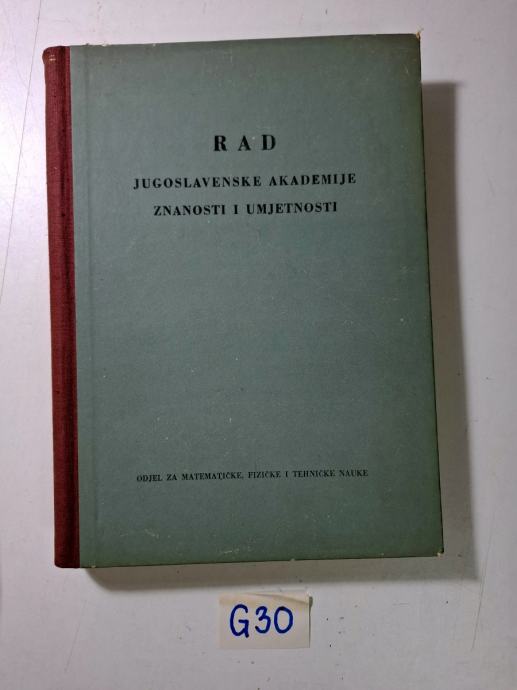 RAD
JUGOSLAVENSKE AKADEMIJE
ZNANOSTI I UMJETNOSTI
ODJEL ZA MATEMATIČKE, FIZIČKE I TEHNIČKE NAUKE
G30